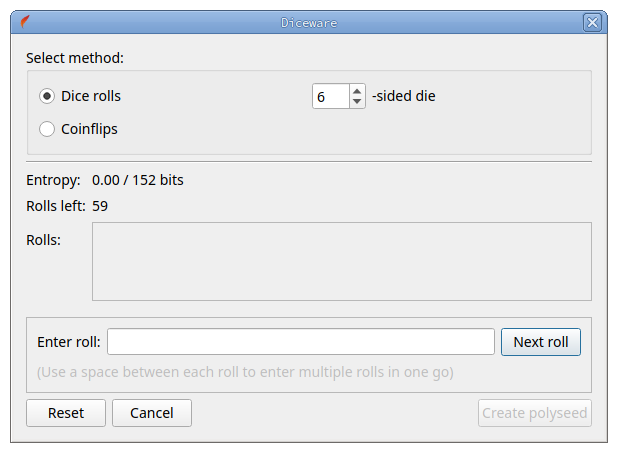 Diceware
Select method:
Dice rolls 6 -sided die
Coinflips
Entropy: 0.00 / 152 bits
Rolls left: 59
Rolls:
Enter roll: Next roll
(Use a space between each roll to enter multiple rolls in one go)
Reset Cancel Create polyseed